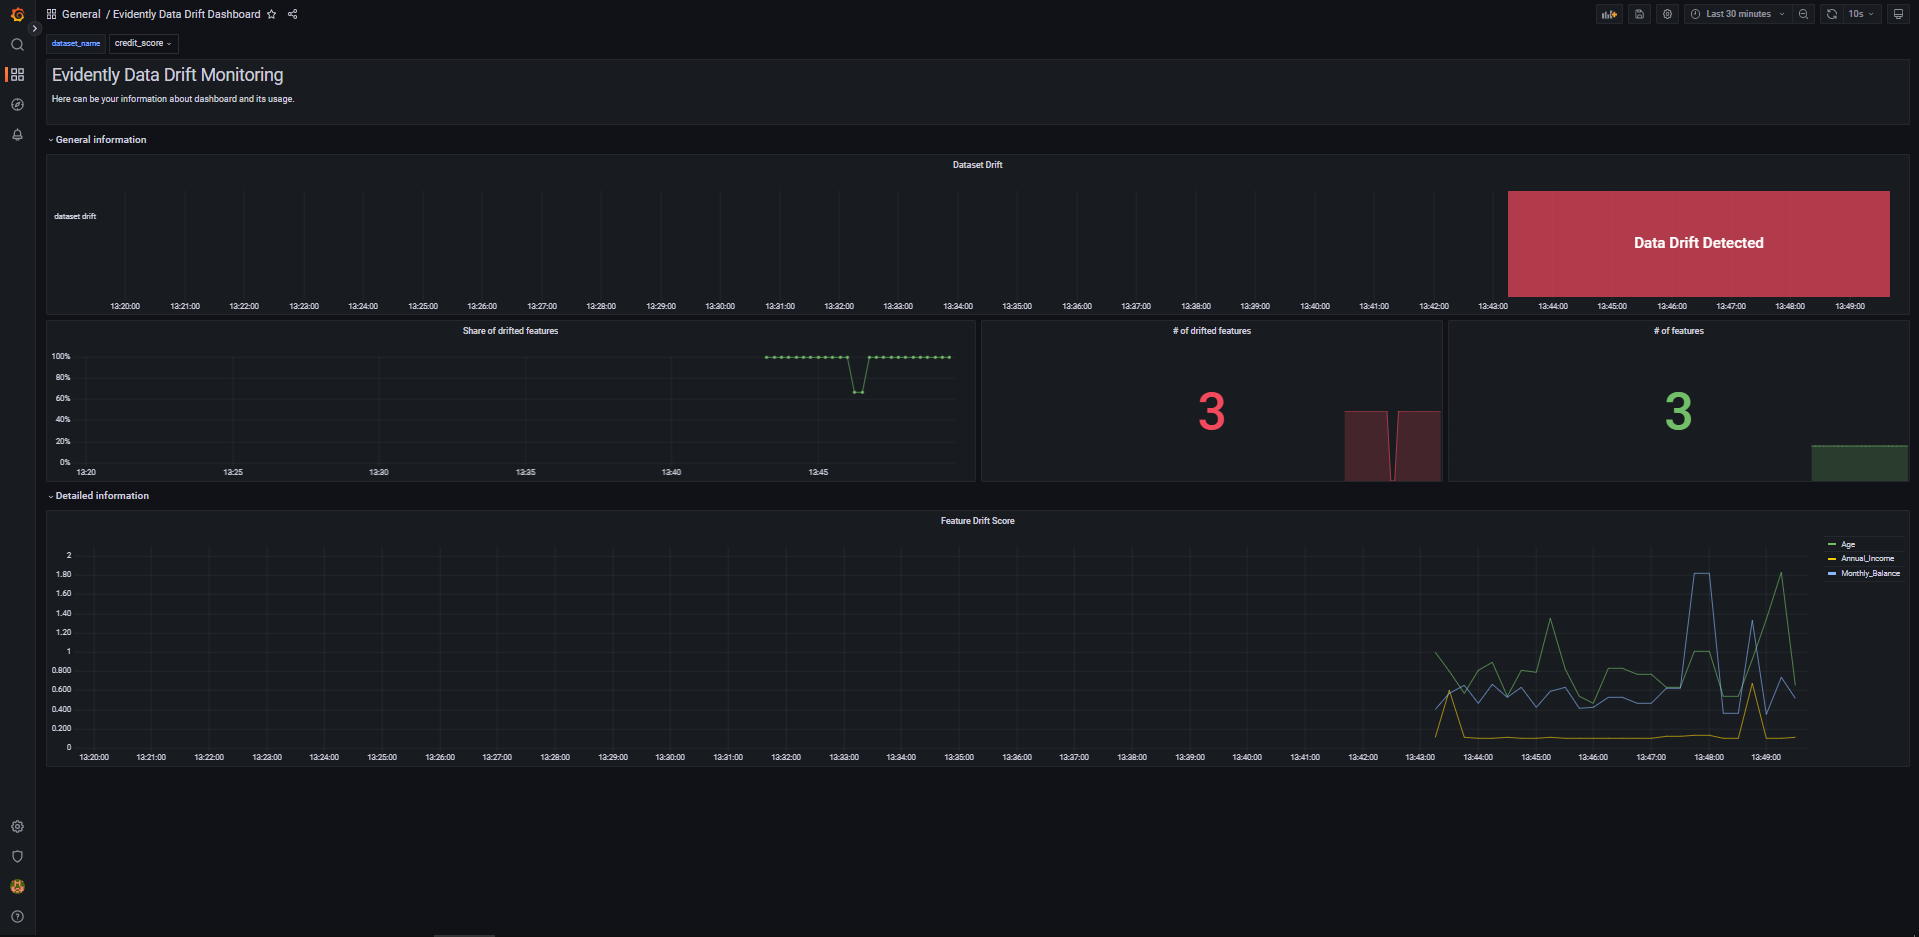 General / Evidently Data Drift Dashboard
Last 30 minutes
10s
dataset_name credit_score
Evidently Data Drift Monitoring
Here can be your information about dashboard and its usage.
General information
Dataset Drift
dataset drift
Data Drift Detected
13:20:00 13:21:00 13:22:00 13:23:00 13:24:00 13:25:00 13:26:00 13:27:00 13:28:00 13:29:00 13:30:00 13:31:00 13:32:00 13:33:00 13:34:00 13:35:00 13:36:00 13:37:00 13:38:00 13:39:00 13:40:00 13:41:00 13:42:00 13:43:00 13:44:00 13:45:00 13:46:00 13:47:00 13:48:00 13:49:00
Share of drifted features
100%
80%
60%
40%
20%
0%
13:20 13:25 13:30 13:35 13:40 13:45
# of drifted features
3
# of features
3
Detailed information
Feature Drift Score
2
1.80
1.60
1.40
1.20
1
0.800
0.600
0.400
0.200
0
13:20:00 13:21:00 13:22:00 13:23:00 13:24:00 13:25:00 13:26:00 13:27:00 13:28:00 13:29:00 13:30:00 13:31:00 13:32:00 13:33:00 13:34:00 13:35:00 13:36:00 13:37:00 13:38:00 13:39:00 13:40:00 13:41:00 13:42:00 13:43:00 13:44:00 13:45:00 13:46:00 13:47:00 13:48:00 13:49:00
Age
Annual_Income
Monthly_Balance